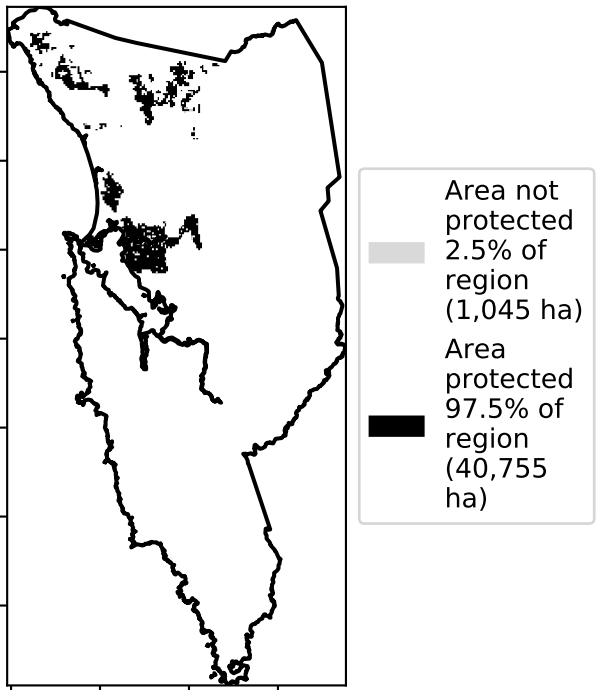 Area not
protected
2.5% of
region
(1,045 ha)
Area
protected
97.5% of
region
(40,755
ha)